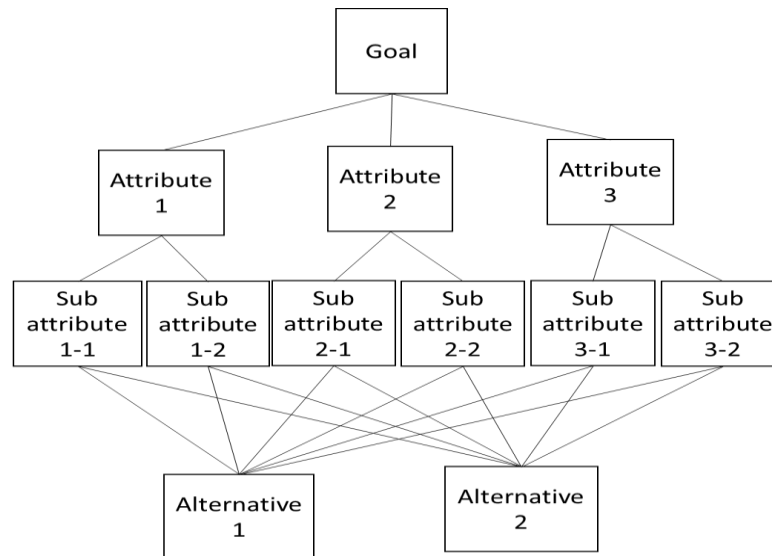 Goal
Attribute
1
Attribute
2
Attribute
3
Sub
attribute
1-1
Sub
attribute
1-2
Sub
attribute
2-1
Sub
attribute
2-2
Sub
attribute
3-1
Sub
attribute
3-2
Alternative
1
Alternative
2